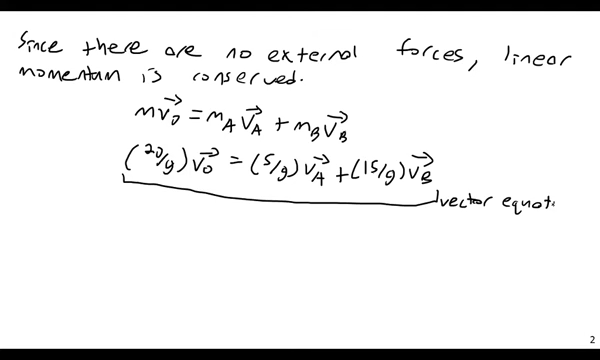 Since there are no external forces, linear
momentum is conserved.
mv⃗₀ = m_A v⃗_A + m_B v⃗_B
(20/g) v⃗₀ = (5/g) v⃗_A + (15/g) v⃗_B
vector equat
2